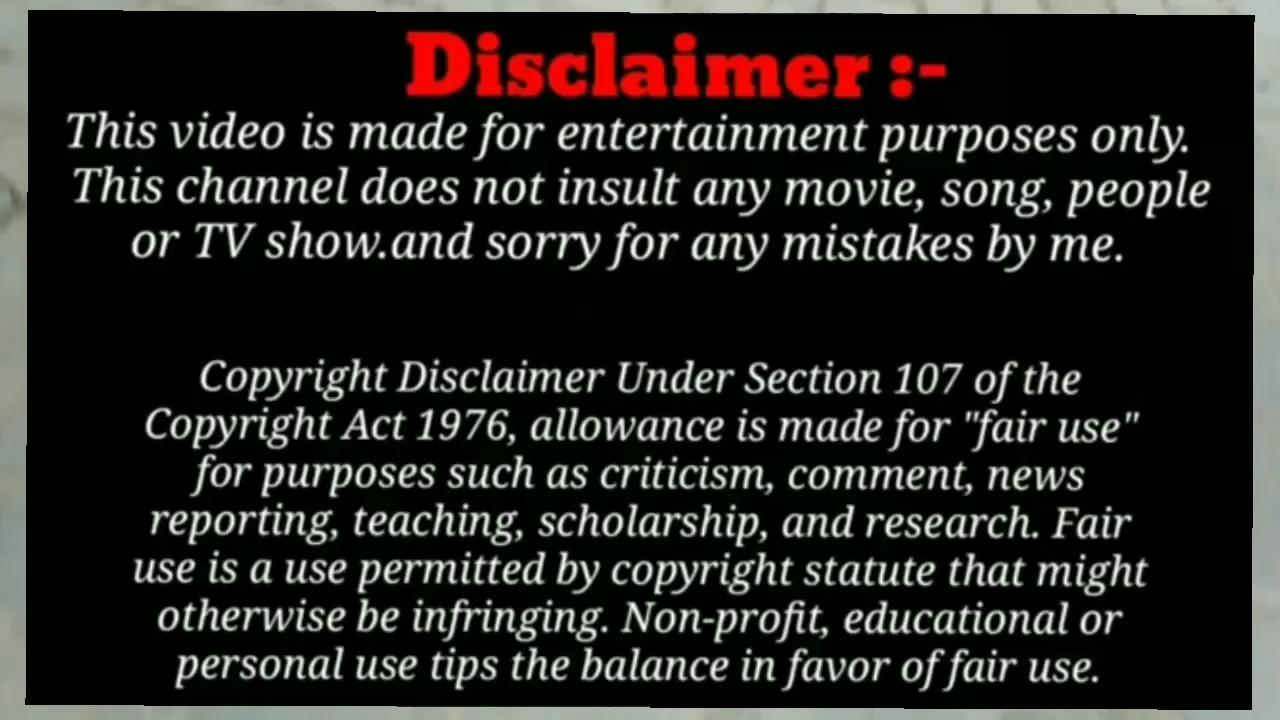 Disclaimer :-
This video is made for entertainment purposes only.
This channel does not insult any movie, song, people
or TV show.and sorry for any mistakes by me.
Copyright Disclaimer Under Section 107 of the
Copyright Act 1976, allowance is made for "fair use"
for purposes such as criticism, comment, news
reporting, teaching, scholarship, and research. Fair
use is a use permitted by copyright statute that might
otherwise be infringing. Non-profit, educational or
personal use tips the balance in favor of fair use.